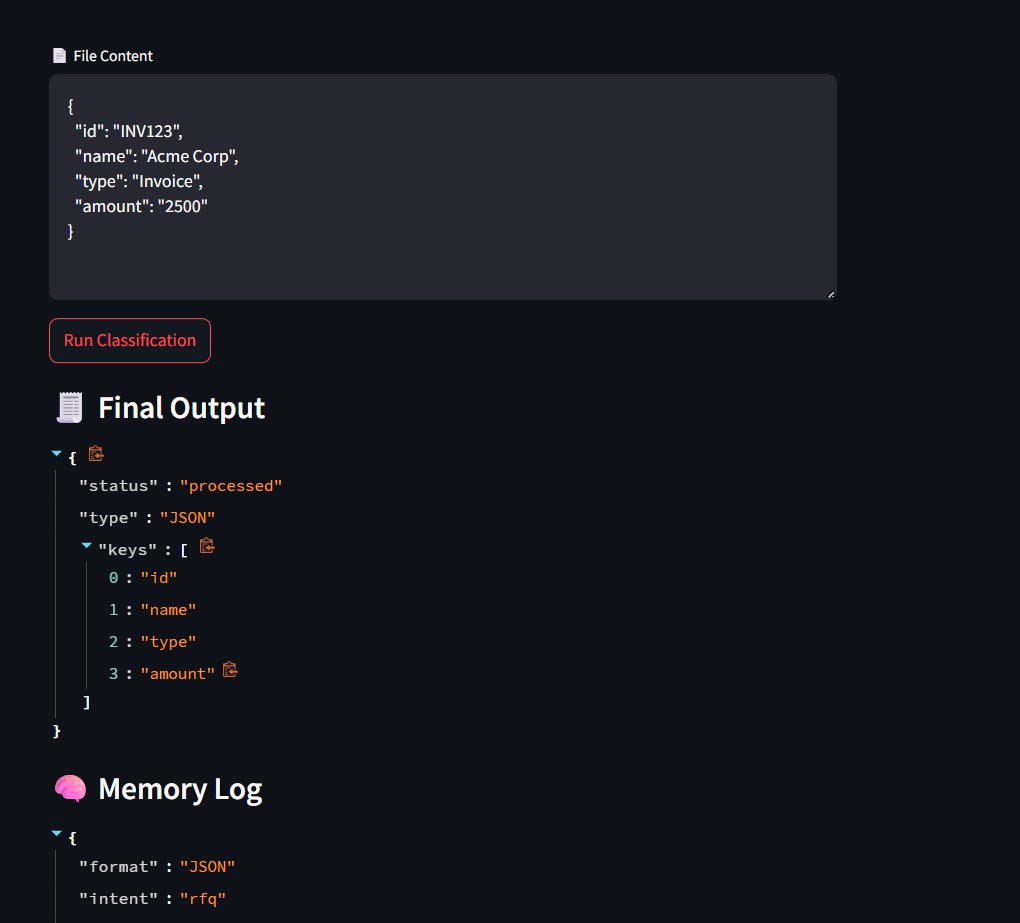 File Content
{
"id": "INV123",
"name": "Acme Corp",
"type": "Invoice",
"amount": "2500"
}
Run Classification
Final Output
{
"status" : "processed"
"type" : "JSON"
"keys" : [
0 : "id"
1 : "name"
2 : "type"
3 : "amount"
]
}
Memory Log
{
"format" : "JSON"
"intent" : "rfq"